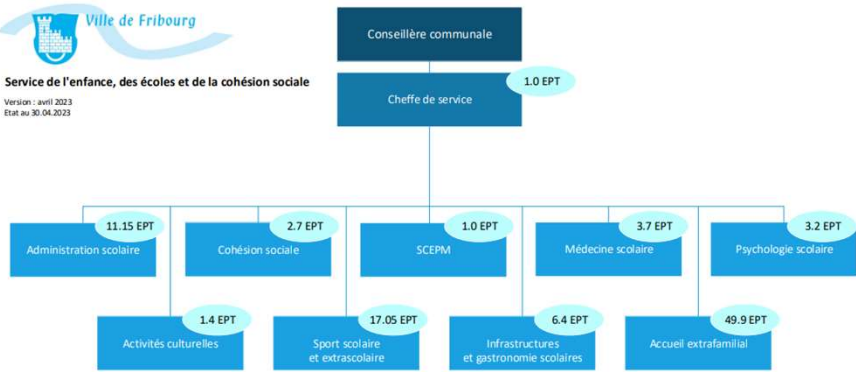 Ville de Fribourg
Service de l'enfance, des écoles et de la cohésion sociale
Version : avril 2023
Etat au 30.04.2023
Conseillère communale
1.0 EPT
Cheffe de service
11.15 EPT
Administration scolaire
2.7 EPT
Cohésion sociale
1.0 EPT
SCEPM
3.7 EPT
Médecine scolaire
3.2 EPT
Psychologie scolaire
1.4 EPT
Activités culturelles
17.05 EPT
Sport scolaire
et extrascolaire
6.4 EPT
Infrastructures
et gastronomie scolaires
49.9 EPT
Accueil extrafamilial